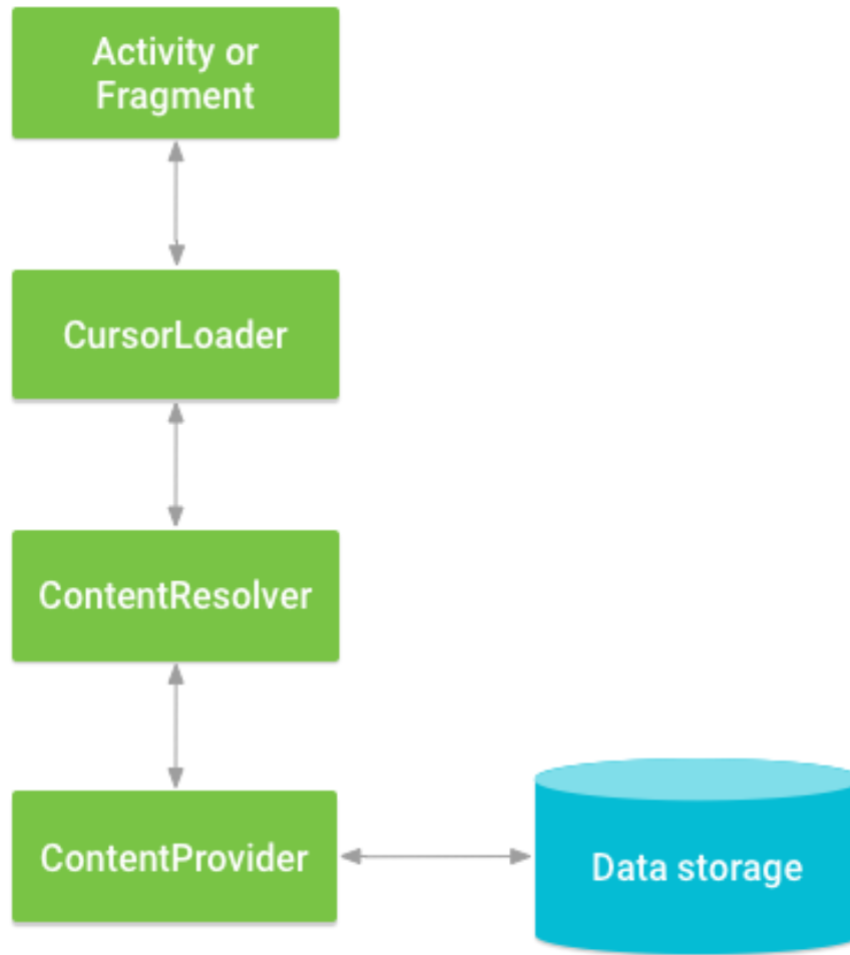 Activity or
Fragment
CursorLoader
ContentResolver
ContentProvider
Data storage